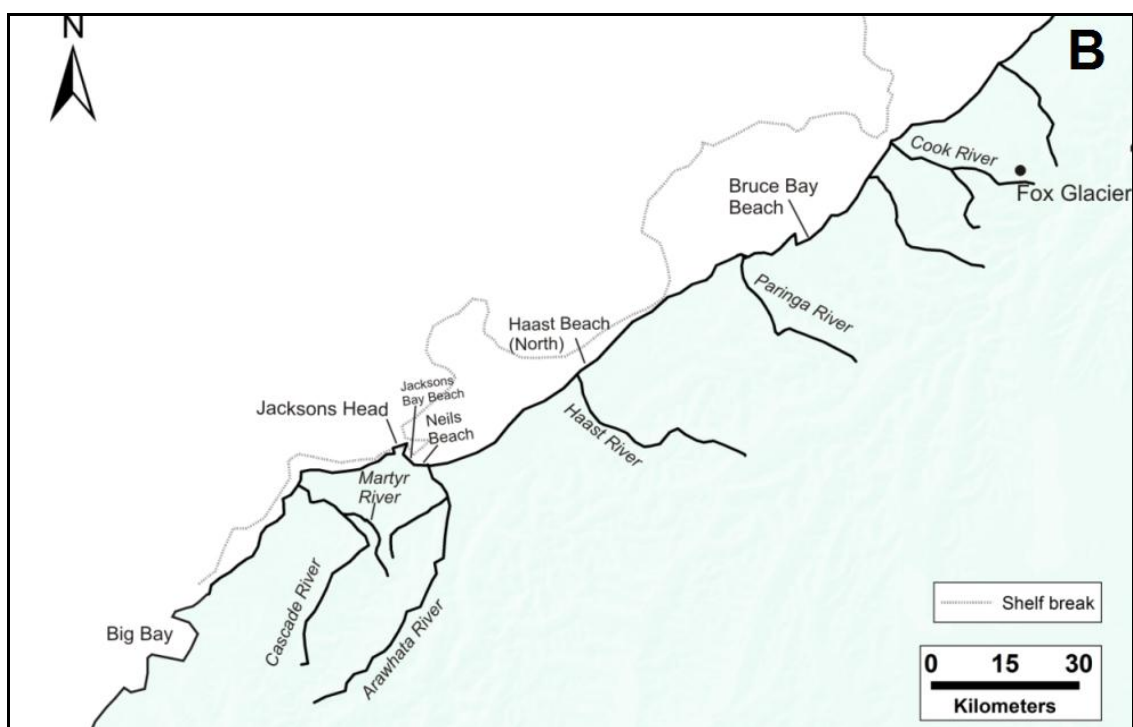 N
B
Cook River
Fox Glacier
Bruce Bay
Beach
Paringa River
Haast Beach
(North)
Jacksons
Bay Beach
Jacksons Head
Neils
Beach
Haast River
Martyr
River
Cascade River
Arawhata River
Big Bay
Shelf break
0 15 30
Kilometers